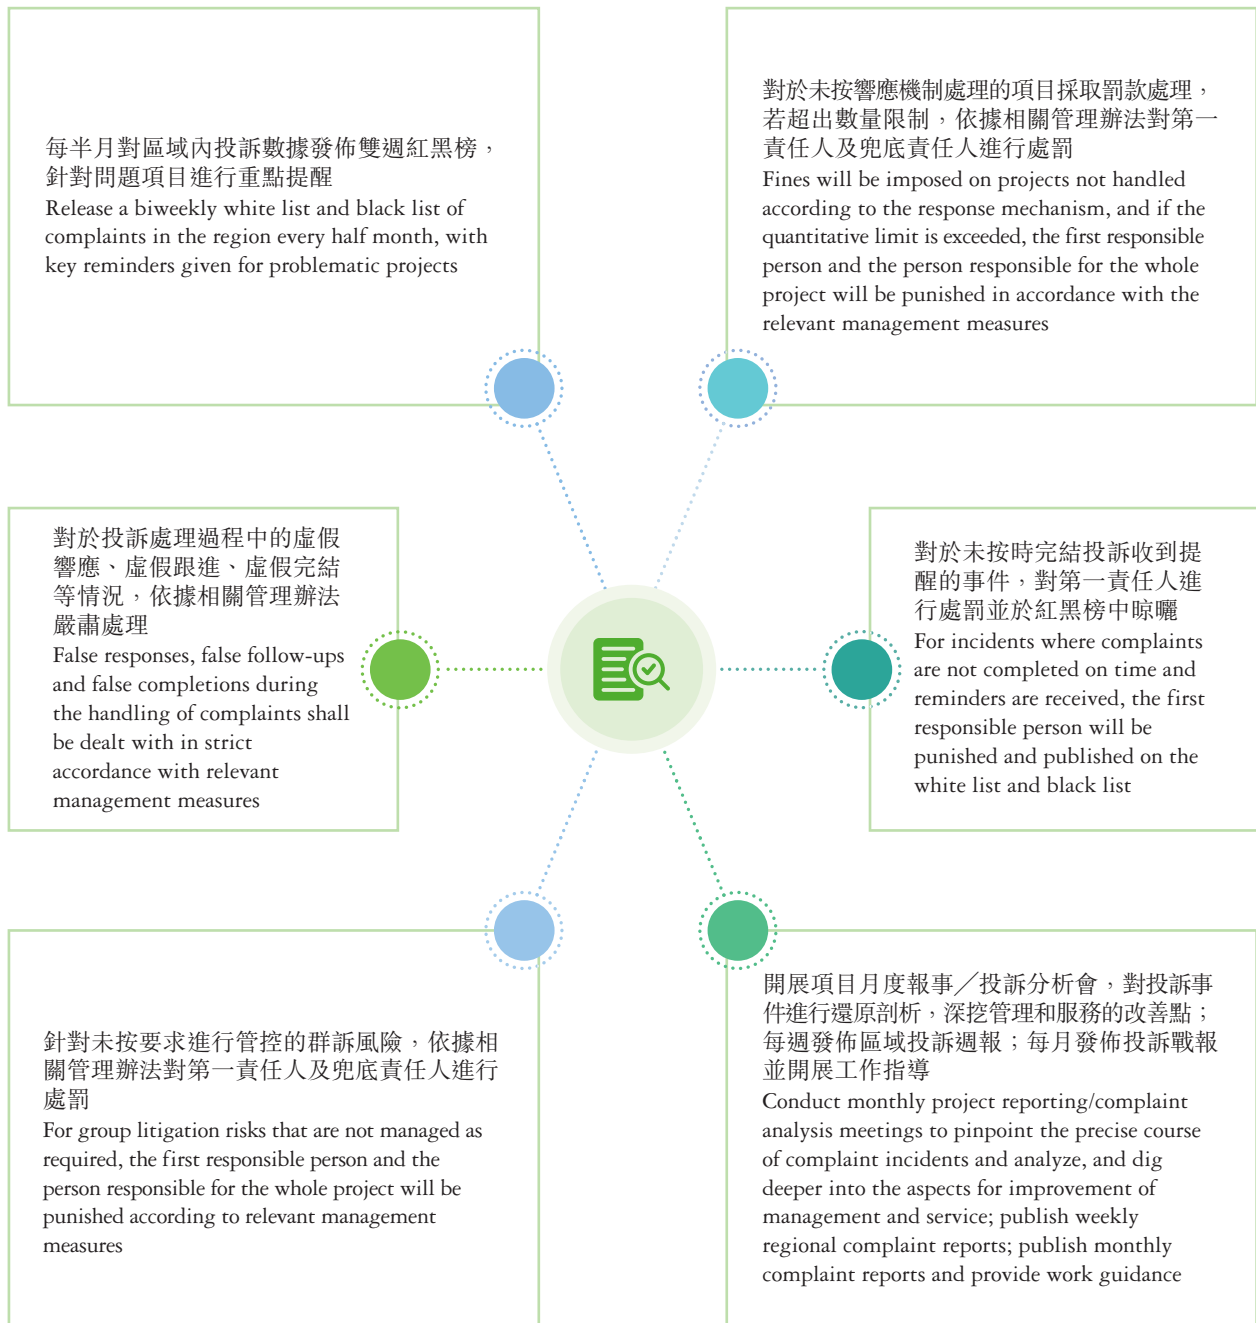 每半月對區域內投訴數據發佈雙週紅黑榜，
針對問題項目進行重點提醒
Release a biweekly white list and black list of
complaints in the region every half month, with
key reminders given for problematic projects
對於未按響應機制處理的項目採取罰款處理，
若超出數量限制，依據相關管理辦法對第一
責任人及兜底責任人進行處罰
Fines will be imposed on projects not handled
according to the response mechanism, and if the
quantitative limit is exceeded, the first responsible
person and the person responsible for the whole
project will be punished in accordance with the
relevant management measures
對於投訴處理過程中的虛假
響應、虛假跟進、虛假完結
等情況，依據相關管理辦法
嚴肅處理
False responses, false follow-ups
and false completions during
the handling of complaints shall
be dealt with in strict
accordance with relevant
management measures
對於未按時完結投訴收到提
醒的事件，對第一責任人進
行處罰並於紅黑榜中晾曬
For incidents where complaints
are not completed on time and
reminders are received, the first
responsible person will be
punished and published on the
white list and black list
針對未按要求進行管控的群訴風險，依據相
關管理辦法對第一責任人及兜底責任人進行
處罰
For group litigation risks that are not managed as
required, the first responsible person and the
person responsible for the whole project will be
punished according to relevant management
measures
開展項目月度報事／投訴分析會，對投訴事
件進行還原剖析，深挖管理和服務的改善點；
每週發佈區域投訴週報；每月發佈投訴戰報
並開展工作指導
Conduct monthly project reporting/complaint
analysis meetings to pinpoint the precise course
of complaint incidents and analyze, and dig
deeper into the aspects for improvement of
management and service; publish weekly
regional complaint reports; publish monthly
complaint reports and provide work guidance